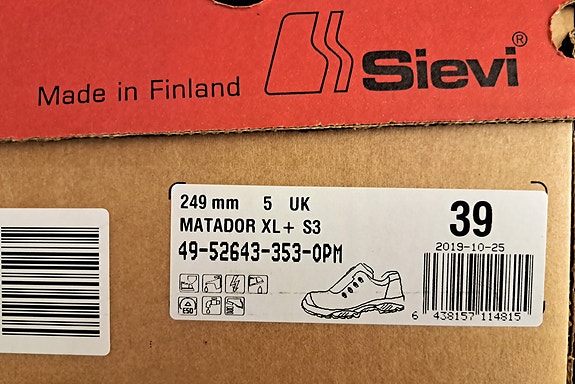 Made in Finland
Sievi®
249 mm 5 UK
MATADOR XL+ S3
49-52643-353-0PM
39
2019-10-25
ESD
6 438157 114815